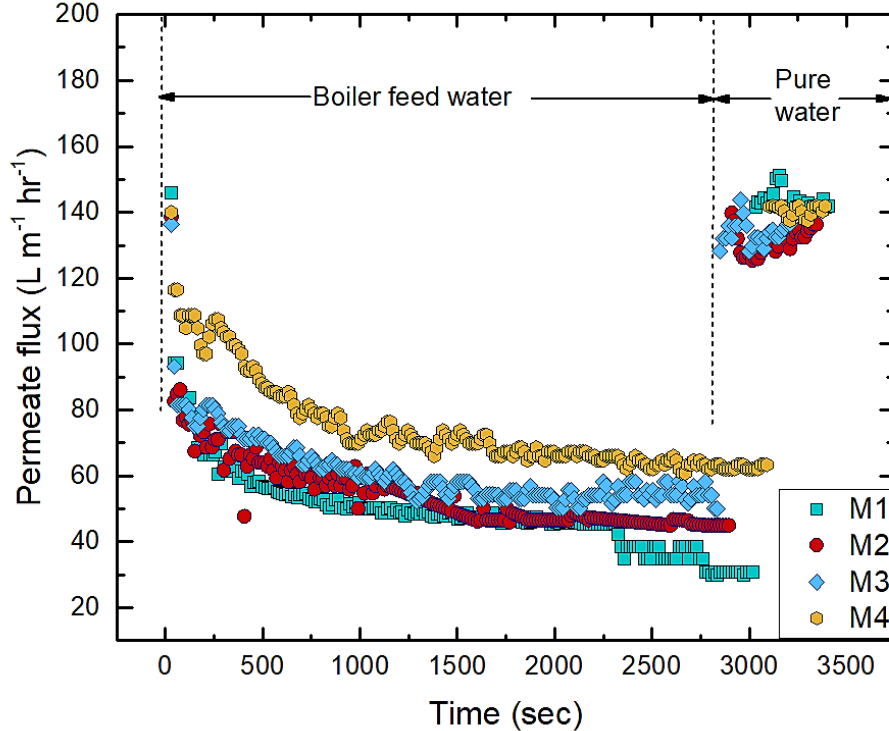 200
180
160
140
120
100
80
60
40
20
Permeate flux (L m⁻¹ hr⁻¹)
Boiler feed water
Pure
water
M1
M2
M3
M4
0 500 1000 1500 2000 2500 3000 3500
Time (sec)